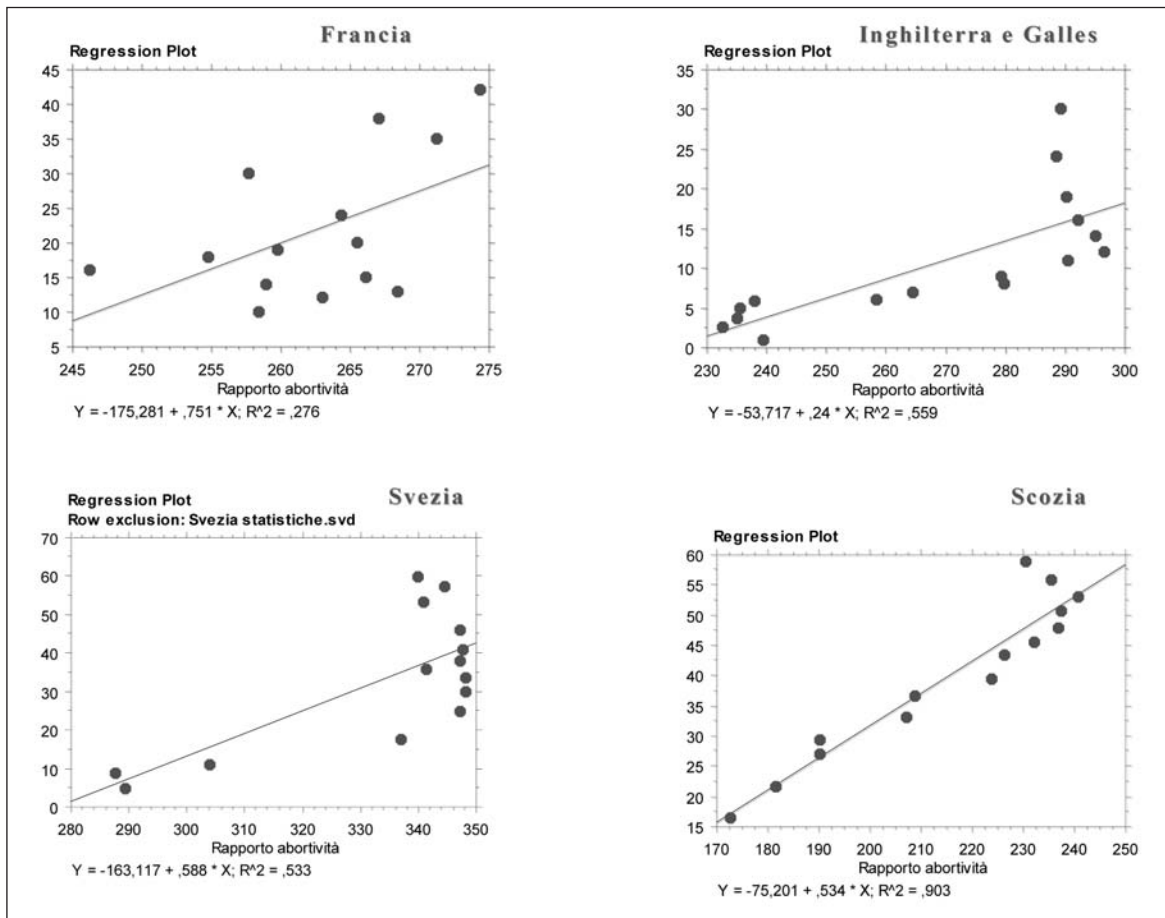 Francia
Regression Plot
45
40
35
30
25
20
15
10
5
245 250 255 260 265 270 275
Rapporto abortività
Y = -175,281 + ,751 * X; R^2 = ,276
Inghilterra e Galles
Regression Plot
35
30
25
20
15
10
5
0
230 240 250 260 270 280 290 300
Rapporto abortività
Y = -53,717 + ,24 * X; R^2 = ,559
Svezia
Regression Plot
Row exclusion: Svezia statistiche.svd
70
60
50
40
30
20
10
0
280 290 300 310 320 330 340 350
Rapporto abortività
Y = -163,117 + ,588 * X; R^2 = ,533
Scozia
Regression Plot
60
55
50
45
40
35
30
25
20
15
170 180 190 200 210 220 230 240 250
Rapporto abortività
Y = -75,201 + ,534 * X; R^2 = ,903